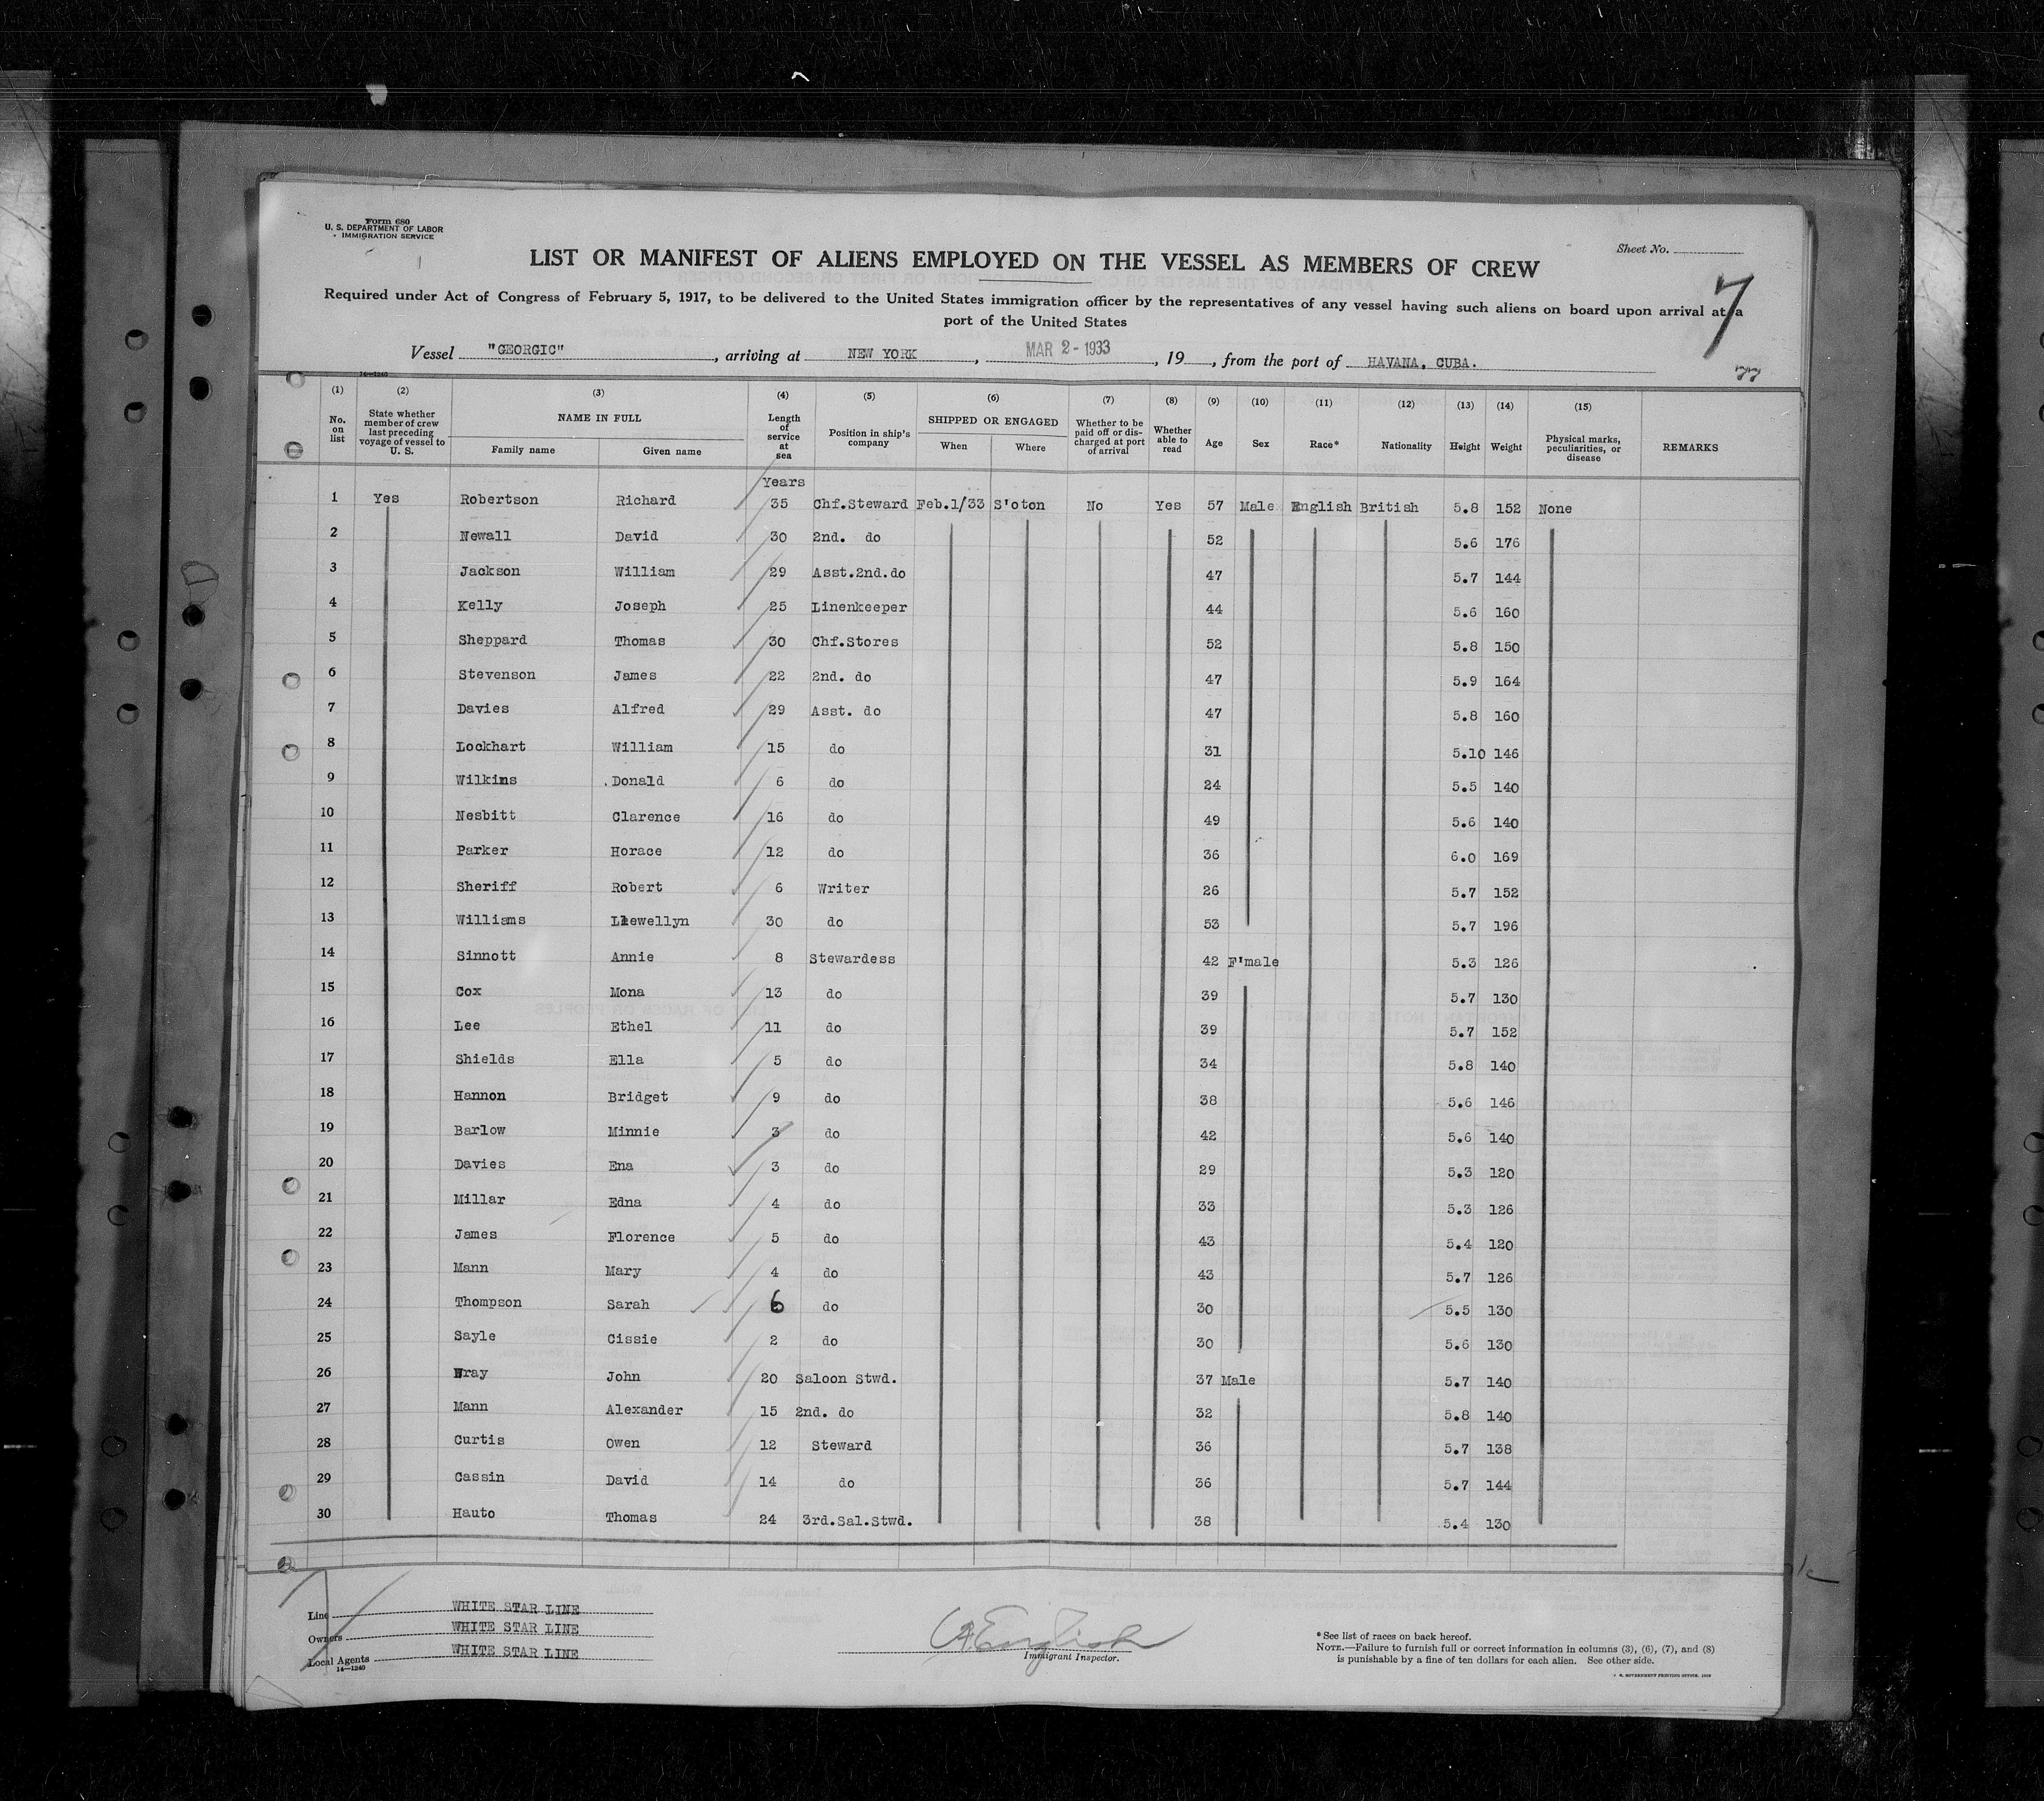 Form 680
U. S. DEPARTMENT OF LABOR
IMMIGRATION SERVICE
Sheet No.
LIST OR MANIFEST OF ALIENS EMPLOYED ON THE VESSEL AS MEMBERS OF CREW
7
Required under Act of Congress of February 5, 1917, to be delivered to the United States immigration officer by the representatives of any vessel having such aliens on board upon arrival at a
port of the United States
Vessel "GEORGIC", arriving at NEW YORK, MAR 2 - 1933, 19, from the port of HAVANA, CUBA.
14—1240
(1) (2) (3) (4) (5) (6) (7) (8) (9) (10) (11) (12) (13) (14) (15)
No. on list State whether member of crew last preceding voyage of vessel to U. S. NAME IN FULL Family name Given name Length of service at sea Position in ship's company SHIPPED OR ENGAGED When Where Whether to be paid off or discharged at port of arrival Whether able to read Age Sex Race* Nationality Height Weight Physical marks, peculiarities, or disease REMARKS
Years
1 Yes Robertson Richard 35 Chf.Steward Feb.1/33 S'oton No Yes 57 Male English British 5.8 152 None
2 Newall David 30 2nd. do 52 5.6 176
3 Jackson William 29 Asst.2nd.do 47 5.7 144
4 Kelly Joseph 25 Linenkeeper 44 5.6 160
5 Sheppard Thomas 30 Chf.Stores 52 5.8 150
6 Stevenson James 22 2nd. do 47 5.9 164
7 Davies Alfred 29 Asst. do 47 5.8 160
8 Lockhart William 15 do 31 5.10 146
9 Wilkins Donald 6 do 24 5.5 140
10 Nesbitt Clarence 16 do 49 5.6 140
11 Parker Horace 12 do 36 6.0 169
12 Sheriff Robert 6 Writer 26 5.7 152
13 Williams Llewellyn 30 do 53 5.7 196
14 Sinnott Annie 8 Stewardess 42 F'male 5.3 126
15 Cox Mona 13 do 39 5.7 130
16 Lee Ethel 11 do 39 5.7 152
17 Shields Ella 5 do 34 5.8 140
18 Hannon Bridget 9 do 38 5.6 146
19 Barlow Minnie 3 do 42 5.6 140
20 Davies Ena 3 do 29 5.3 120
21 Millar Edna 4 do 33 5.3 126
22 James Florence 5 do 43 5.4 120
23 Mann Mary 4 do 43 5.7 126
24 Thompson Sarah 6 do 30 5.5 130
25 Sayle Cissie 2 do 30 5.6 130
26 Wray John 20 Saloon Stwd. 37 Male 5.7 140
27 Mann Alexander 15 2nd. do 32 5.8 140
28 Curtis Owen 12 Steward 36 5.7 138
29 Cassin David 14 do 36 5.7 144
30 Hauto Thomas 24 3rd.Sal.Stwd. 38 5.4 130
Line WHITE STAR LINE
Owners WHITE STAR LINE
Local Agents WHITE STAR LINE
14—1240
English
Immigrant Inspector.
*See list of races on back hereof.
NOTE.—Failure to furnish full or correct information in columns (3), (6), (7), and (8)
is punishable by a fine of ten dollars for each alien. See other side.